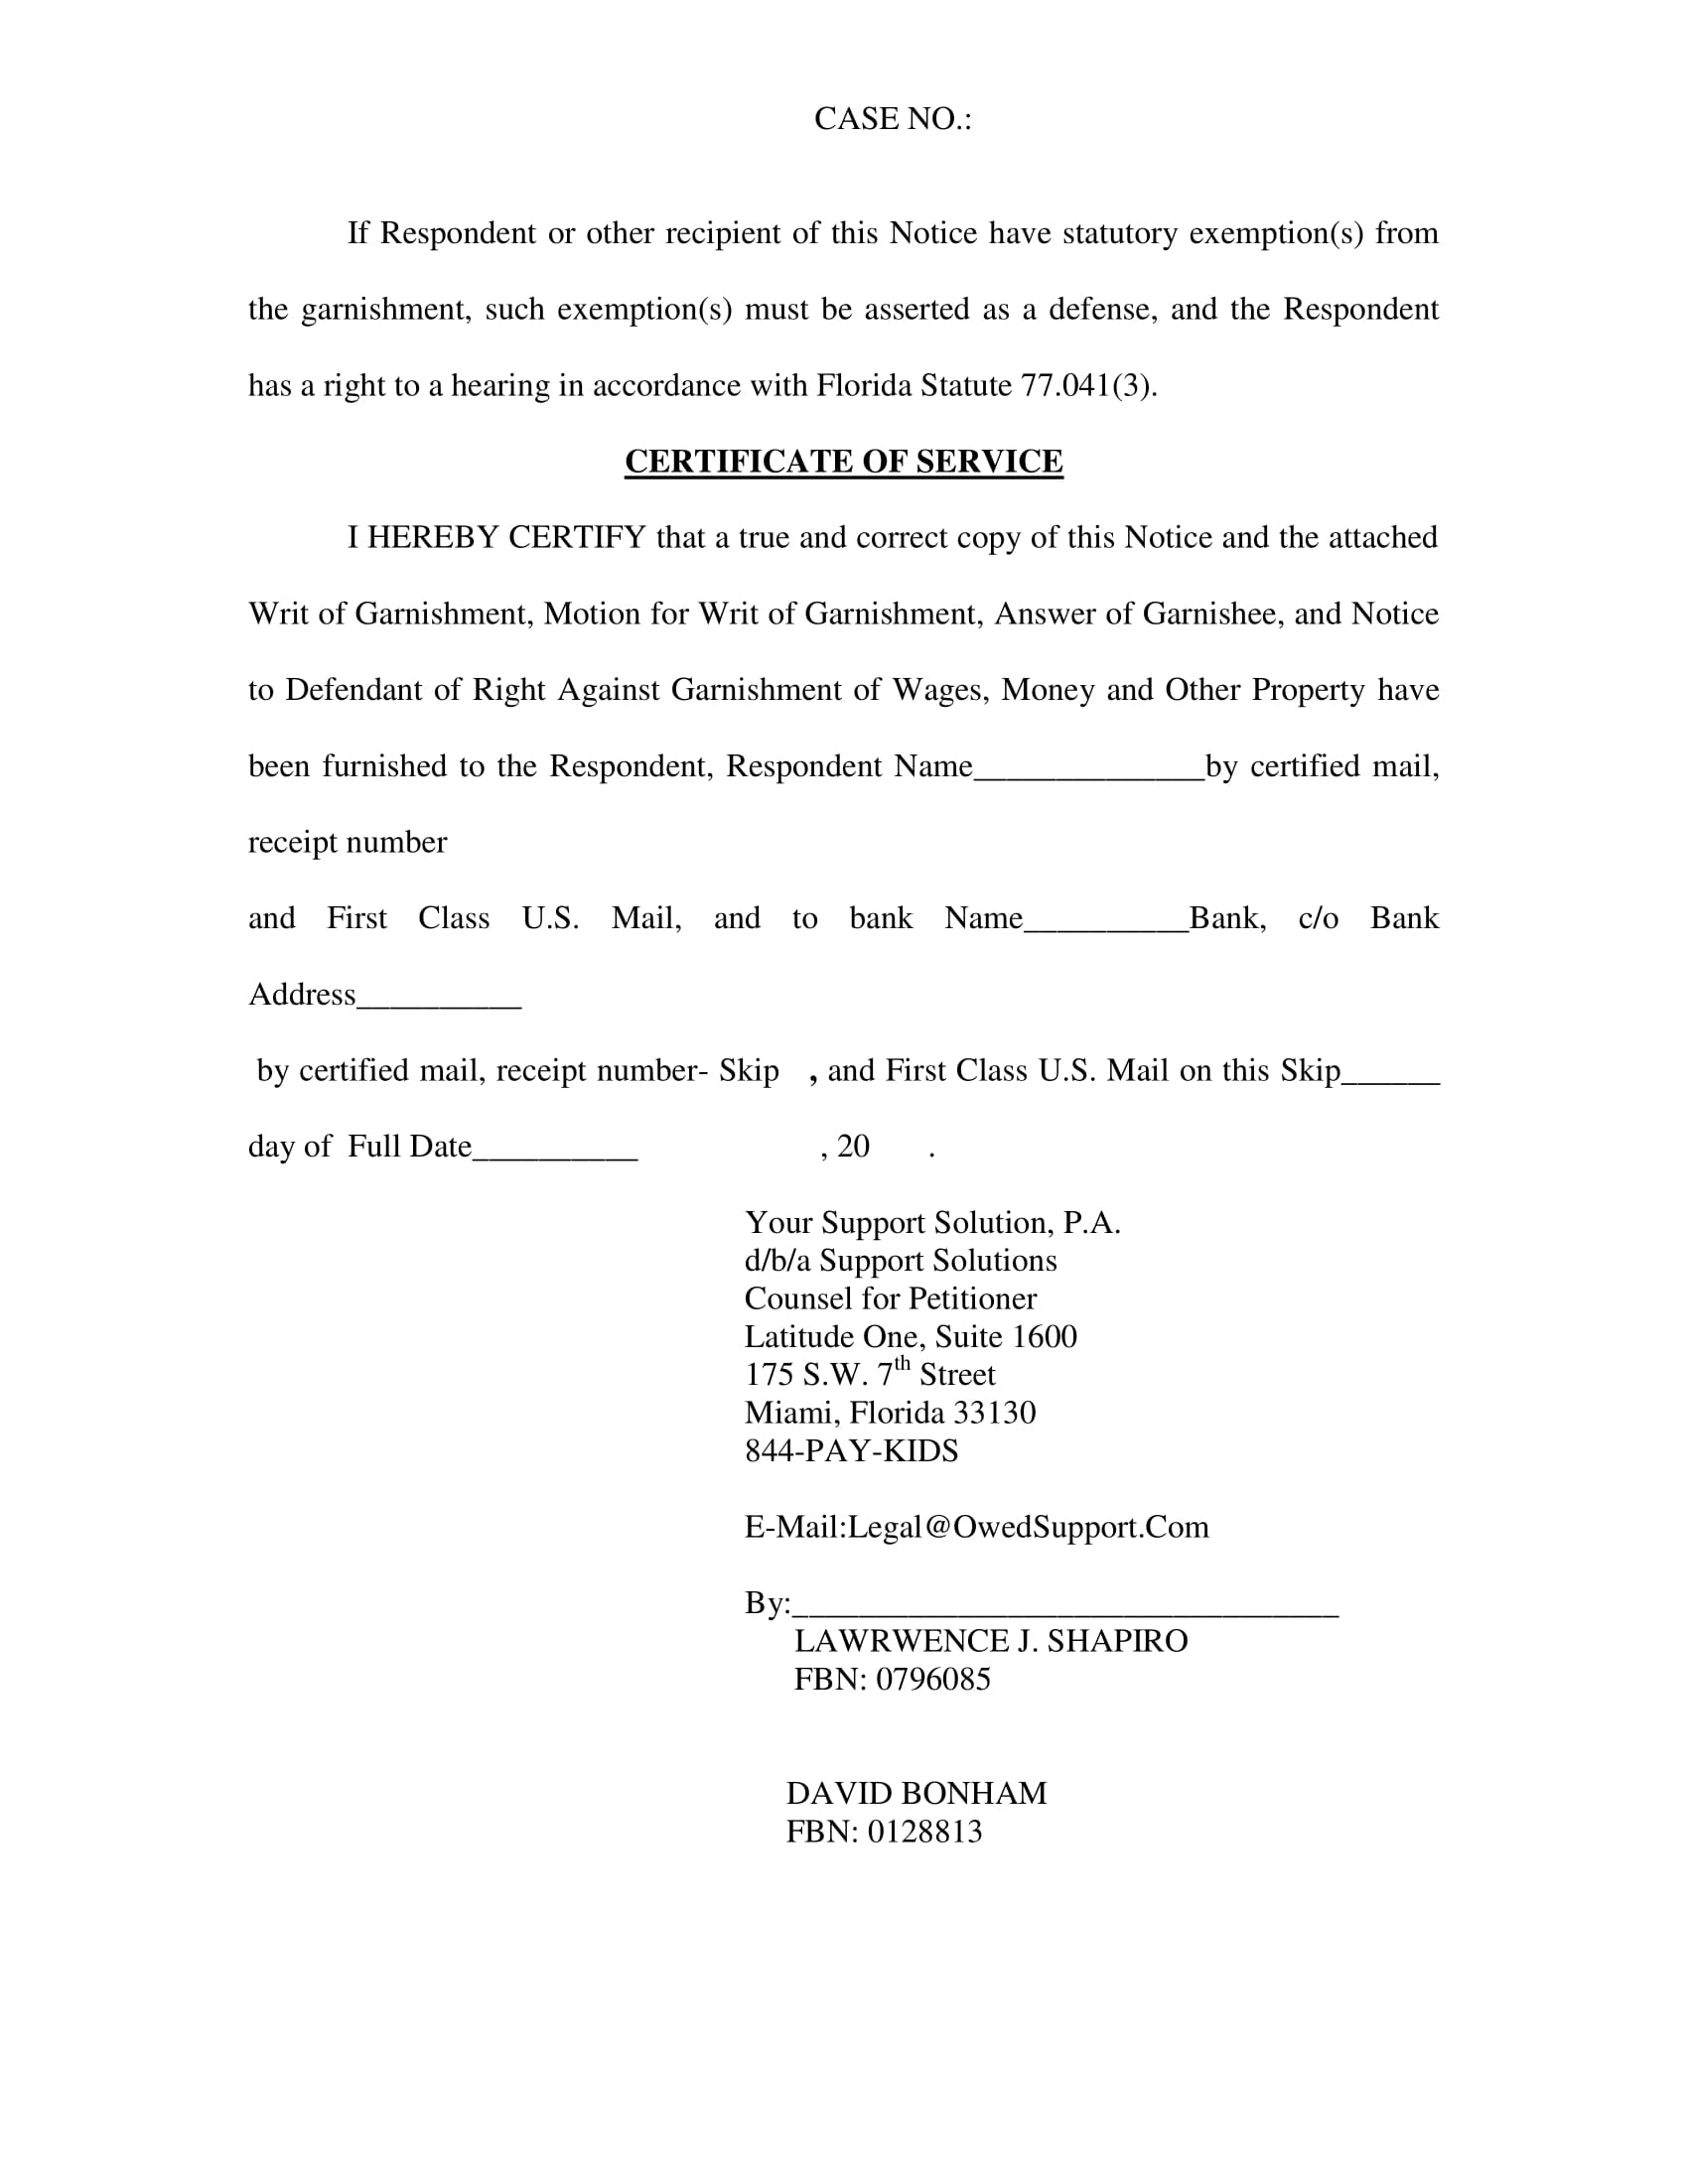 CASE NO.:
If Respondent or other recipient of this Notice have statutory exemption(s) from
the garnishment, such exemption(s) must be asserted as a defense, and the Respondent
has a right to a hearing in accordance with Florida Statute 77.041(3).
CERTIFICATE OF SERVICE
I HEREBY CERTIFY that a true and correct copy of this Notice and the attached
Writ of Garnishment, Motion for Writ of Garnishment, Answer of Garnishee, and Notice
to Defendant of Right Against Garnishment of Wages, Money and Other Property have
been furnished to the Respondent, Respondent Name______________by certified mail,
receipt number
and First Class U.S. Mail, and to bank Name__________Bank, c/o Bank
Address__________
by certified mail, receipt number- Skip , and First Class U.S. Mail on this Skip______
day of Full Date__________ , 20 .
Your Support Solution, P.A.
d/b/a Support Solutions
Counsel for Petitioner
Latitude One, Suite 1600
175 S.W. 7th Street
Miami, Florida 33130
844-PAY-KIDS
E-Mail:Legal@OwedSupport.Com
By:_________________________________
LAWRWENCE J. SHAPIRO
FBN: 0796085
DAVID BONHAM
FBN: 0128813